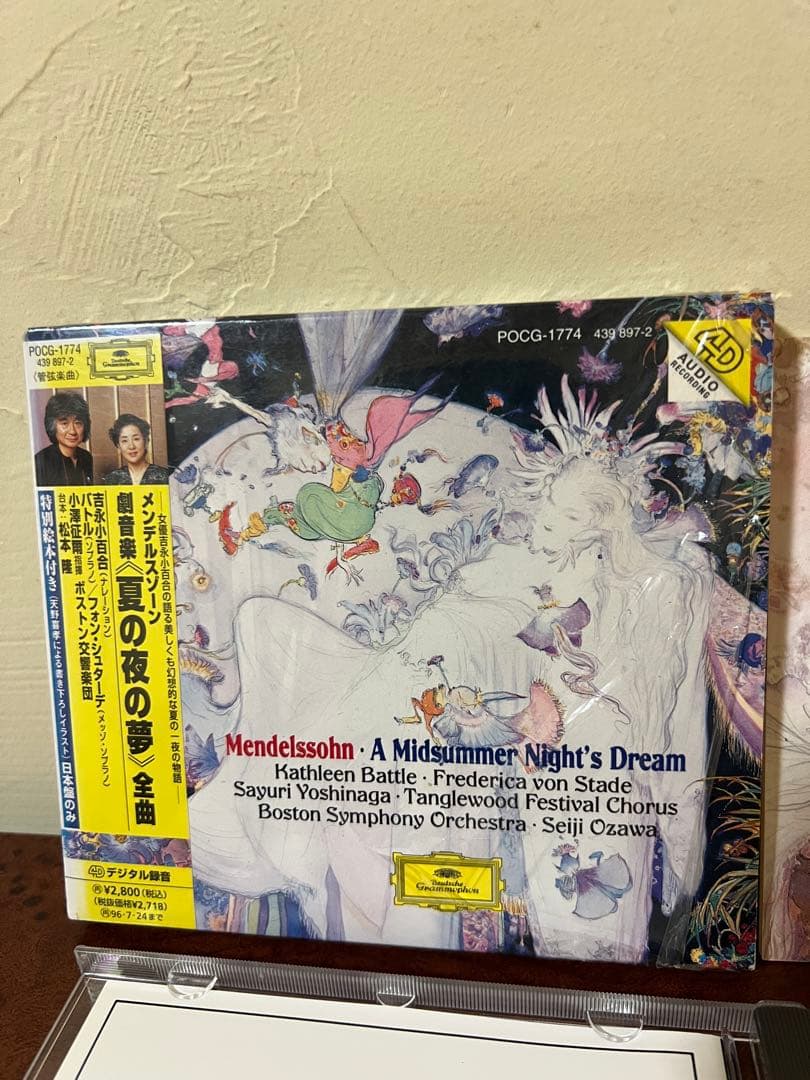 POCG-1774
439 897-2
Deutsche
Grammophon
〈管弦楽曲〉
女優吉永小百合の語る美しくも幻想的な夏の一夜の物語
メンデルスゾーン
劇音楽《夏の夜の夢》全曲
吉永小百合(ナレーション)
バトル(ソプラノ)/フォン・シュターデ(メッゾ・ソプラノ)
小澤征爾 指揮 ボストン交響楽団
台本:松本 隆
特別絵本付き(天野喜孝による書き下ろしイラスト)日本盤のみ
4D デジタル録音
¥2,800(税込)
(税抜価格¥2,718)
96・7・24まで
POCG-1774 439 897-2
4D
AUDIO
RECORDING
Mendelssohn · A Midsummer Night's Dream
Kathleen Battle · Frederica von Stade
Sayuri Yoshinaga · Tanglewood Festival Chorus
Boston Symphony Orchestra · Seiji Ozawa
Deutsche
Grammophon